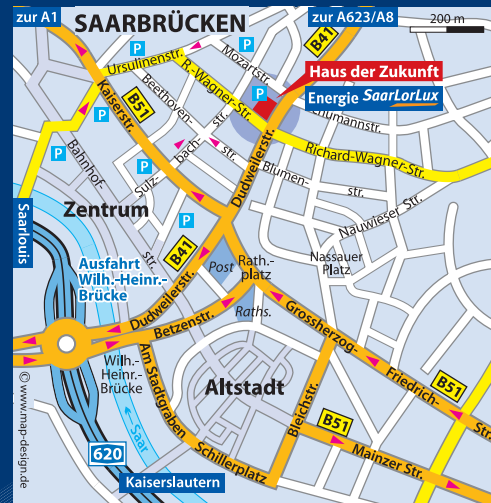 zur A1
SAARBRÜCKEN
zur A623/A8
200 m
P
P
B41
Ursulinenstr.
Mozartstr.
R.-Wagner-Str.
P
Haus der Zukunft
Energie SaarLorLux
Kaiserstr.
B51
Beethoven-
str.
P
Schumannstr.
P
Bahnhof-
str.
P
Sulz-
bach-
str.
Dudweilerstr.
Richard-Wagner-Str.
Blumen-
str.
Saarlouis
Zentrum
P
Nauwieser Str.
Ausfahrt
Wilh.-Heinr.-
Brücke
B41
Post
Rath.-
platz
Nassauer
Platz
Dudweilerstr.
Betzenstr.
Raths.
Grossherzog-
Friedrich-
Str.
Wilh.-
Heinr.-
Brücke
Am Stadtgraben
Altstadt
Bleichstr.
B51
B51
Mainzer Str.
B51
Schillerplatz
Saar
620
Kaiserslautern
© www.map-design.de